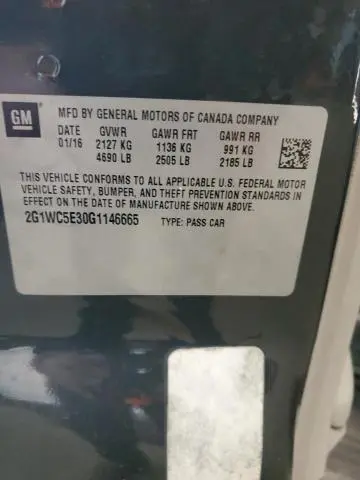 GM
MFD BY GENERAL MOTORS OF CANADA COMPANY
DATE GVWR GAWR FRT GAWR RR
01/16 2127 KG 1136 KG 991 KG
4690 LB 2505 LB 2185 LB
THIS VEHICLE CONFORMS TO ALL APPLICABLE U.S. FEDERAL MOTOR
VEHICLE SAFETY, BUMPER, AND THEFT PREVENTION STANDARDS IN
EFFECT ON THE DATE OF MANUFACTURE SHOWN ABOVE.
2G1WC5E30G1146665 TYPE: PASS CAR